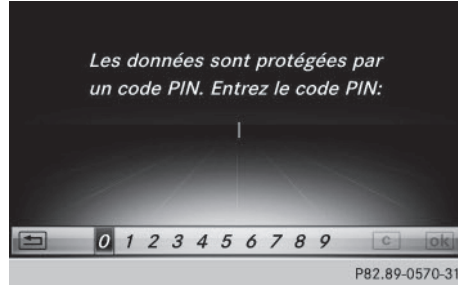 Les données sont protégées par
un code PIN. Entrez le code PIN:
0 1 2 3 4 5 6 7 8 9 c ok
P82.89-0570-31